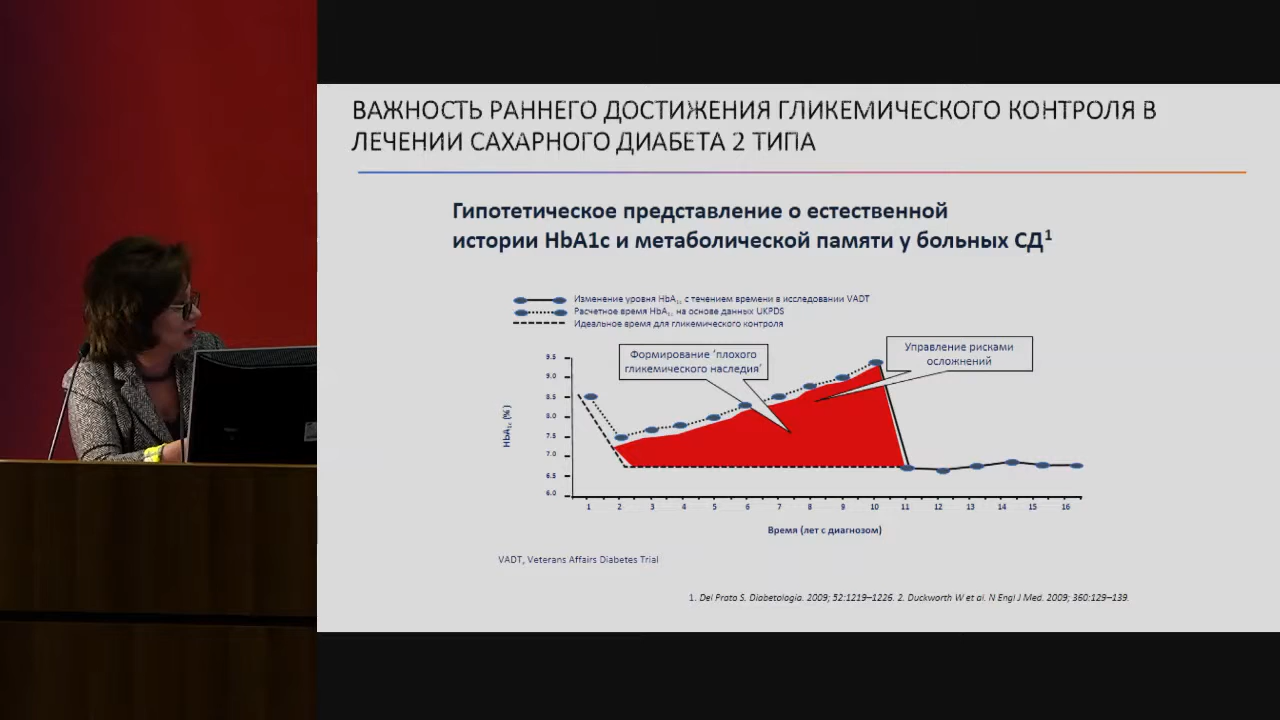 ВАЖНОСТЬ РАННЕГО ДОСТИЖЕНИЯ ГЛИКЕМИЧЕСКОГО КОНТРОЛЯ В
ЛЕЧЕНИИ САХАРНОГО ДИАБЕТА 2 ТИПА
Гипотетическое представление о естественной
истории HbA1c и метаболической памяти у больных СД1
Изменение уровня HbA1c с течением времени в исследовании VADT
Расчетное время HbA1c на основе данных UKPDS
Идеальное время для гликемического контроля
Формирование 'плохого
гликемического наследия'
Управление рисками
осложнений
HbA1c (%)
9.5
9.0
8.5
8.0
7.5
7.0
6.5
6.0
1 2 3 4 5 6 7 8 9 10 11 12 13 14 15 16
Время (лет с диагнозом)
VADT, Veterans Affairs Diabetes Trial
1. Del Prato S. Diabetologia. 2009; 52:1219–1226. 2. Duckworth W et al. N Engl J Med. 2009; 360:129–139.